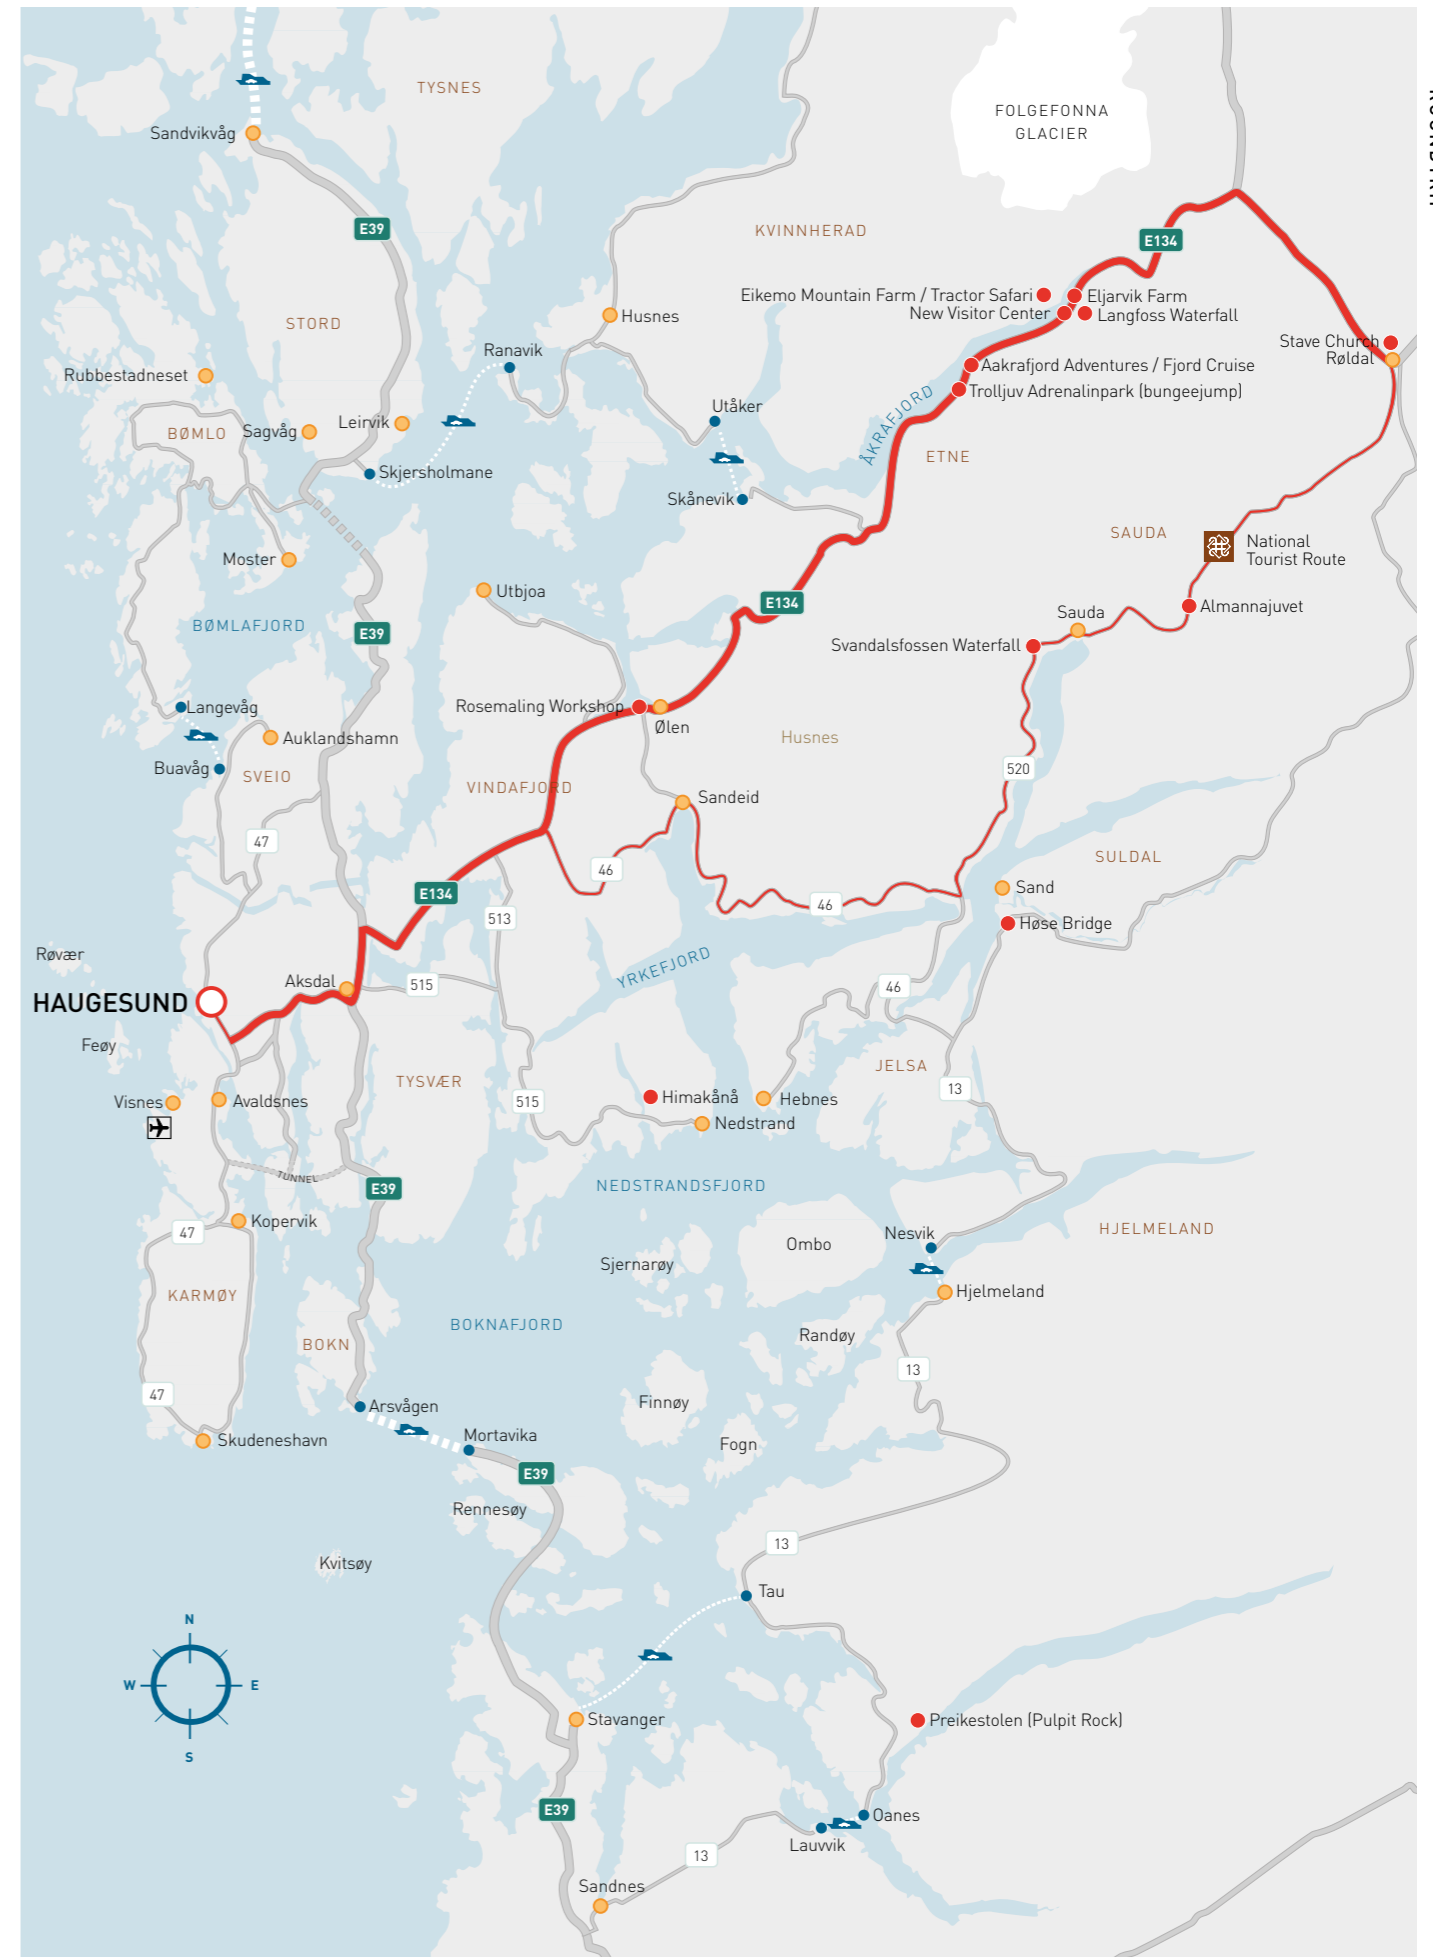 TYSNES
FOLGEFONNA
GLACIER
Sandvikvåg
E39
KVINNHERAD
E134
Eikemo Mountain Farm / Tractor Safari
Eljarvik Farm
New Visitor Center
Langfoss Waterfall
Husnes
STORD
Stave Church
Røldal
Ranavik
Aakrafjord Adventures / Fjord Cruise
Rubbestadneset
Trolljuv Adrenalinpark (bungeejump)
Utåker
ÅKRAFJORD
Leirvik
BØMLO
Sagvåg
ETNE
Skjersholmane
Skånevik
SAUDA
National
Tourist Route
Moster
Utbjoa
E134
Almannajuvet
Sauda
BØMLAFJORD
E39
Svandalsfossen Waterfall
Langevåg
Rosemaling Workshop
Ølen
Auklandshamn
Husnes
Buavåg
SVEIO
520
VINDAFJORD
Sandeid
47
SULDAL
46
E134
Sand
46
513
Høse Bridge
Røvær
YRKEFJORD
Aksdal
515
46
HAUGESUND
Feøy
JELSA
TYSVÆR
13
Himakånå
Hebnes
Visnes
Avaldsnes
515
Nedstrand
TUNNEL
E39
NEDSTRANDSFJORD
Kopervik
47
Nesvik
HJELMELAND
Ombo
Sjernarøy
KARMØY
Hjelmeland
BOKNAFJORD
Randøy
BOKN
13
47
Finnøy
Arsvågen
Skudeneshavn
Mortavika
Fogn
E39
Rennesøy
13
Kvitsøy
Tau
N
W
E
S
Stavanger
Preikestolen (Pulpit Rock)
E39
Oanes
Lauvvik
13
Sandnes